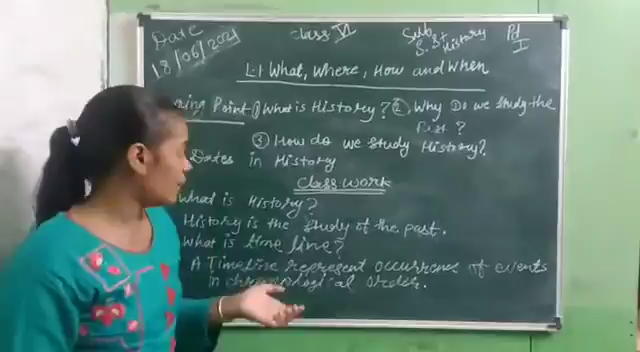 Date Class VI Sub Pd
18/06/2021 S.St History I
L-1 What, Where, How and When
ning Point ① What is History? ② Why Do we study the
Past?
③ How do we study History?
Dates in History
Class work
What is History?
History is the study of the past.
What is time line?
A Timeline represent occurrence of events
in chronological order.